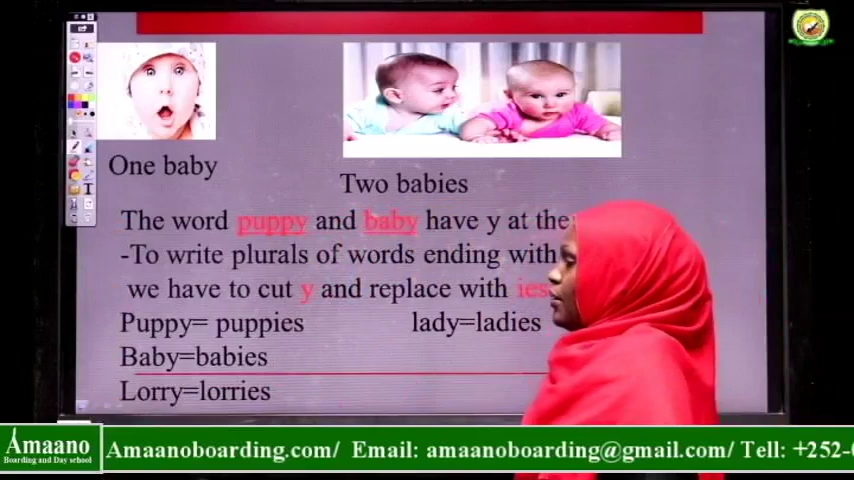 One baby
Two babies
The word puppy and baby have y at the
-To write plurals of words ending with
we have to cut y and replace with ies
Puppy= puppies lady=ladies
Baby=babies
Lorry=lorries
Amaano
Boarding and Day school
Amaanoboarding.com/ Email: amaanoboarding@gmail.com/ Tell: +252-